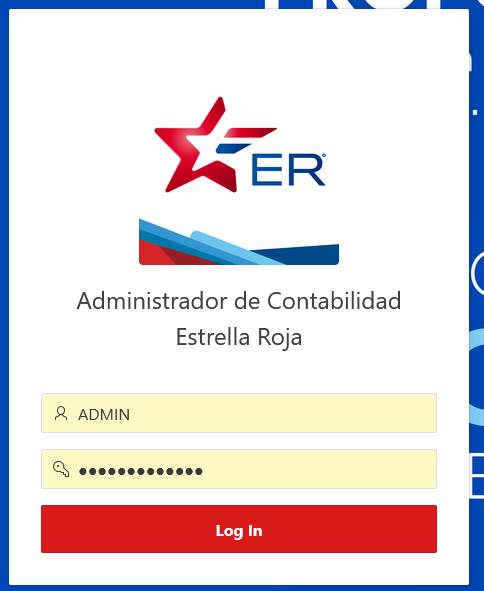 ER
Administrador de Contabilidad
Estrella Roja
ADMIN
•••••••••••••
Log In